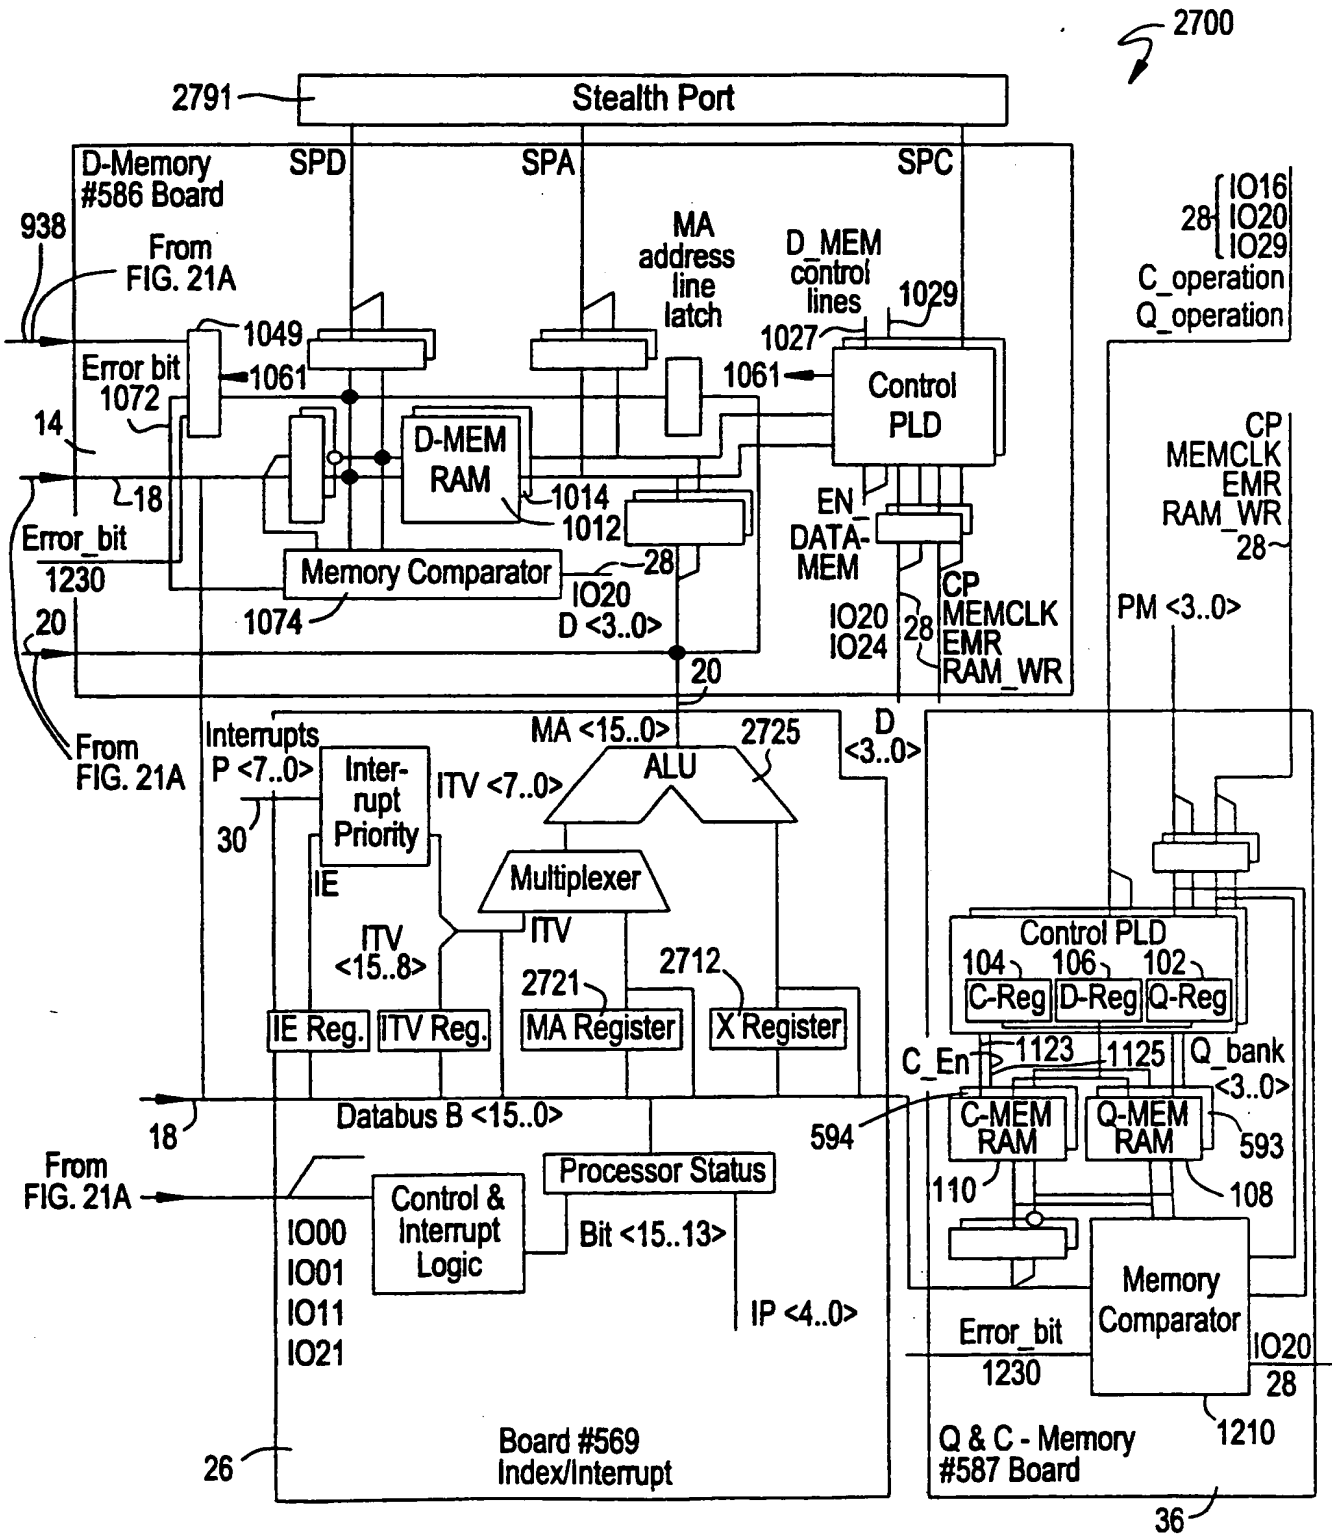 2700
2791
Stealth Port
D-Memory
#586 Board
SPD
SPA
SPC
938
From
FIG. 21A
MA
address
line
latch
D_MEM
control
lines
1029
1027
28
IO16
IO20
IO29
C_operation
Q_operation
1049
Error bit
1072
1061
1061
Control
PLD
14
D-MEM
RAM
18
1014
1012
EN_
DATA-
MEM
CP
MEMCLK
EMR
RAM_WR
28
Error_bit
1230
Memory Comparator
28
IO20
1074
D <3..0>
IO20
IO24
28
CP
MEMCLK
EMR
RAM_WR
PM <3..0>
20
20
From
FIG. 21A
Interrupts
P <7..0>
30
Inter-
rupt
Priority
IE
ITV <7..0>
MA <15..0>
ALU
2725
D
<3..0>
Multiplexer
ITV
ITV
<15..8>
2721
2712
IE Reg.
ITV Reg.
MA Register
X Register
Control PLD
104
106
102
C-Reg
D-Reg
Q-Reg
C_En
1123
1125
Q_bank
<3..0>
18
Databus B <15..0>
594
C-MEM
RAM
Q-MEM
RAM
593
110
108
From
FIG. 21A
Processor Status
Control &
Interrupt
Logic
IO00
IO01
IO11
IO21
Bit <15..13>
IP <4..0>
Memory
Comparator
Error_bit
1230
IO20
28
1210
26
Board #569
Index/Interrupt
Q & C - Memory
#587 Board
36